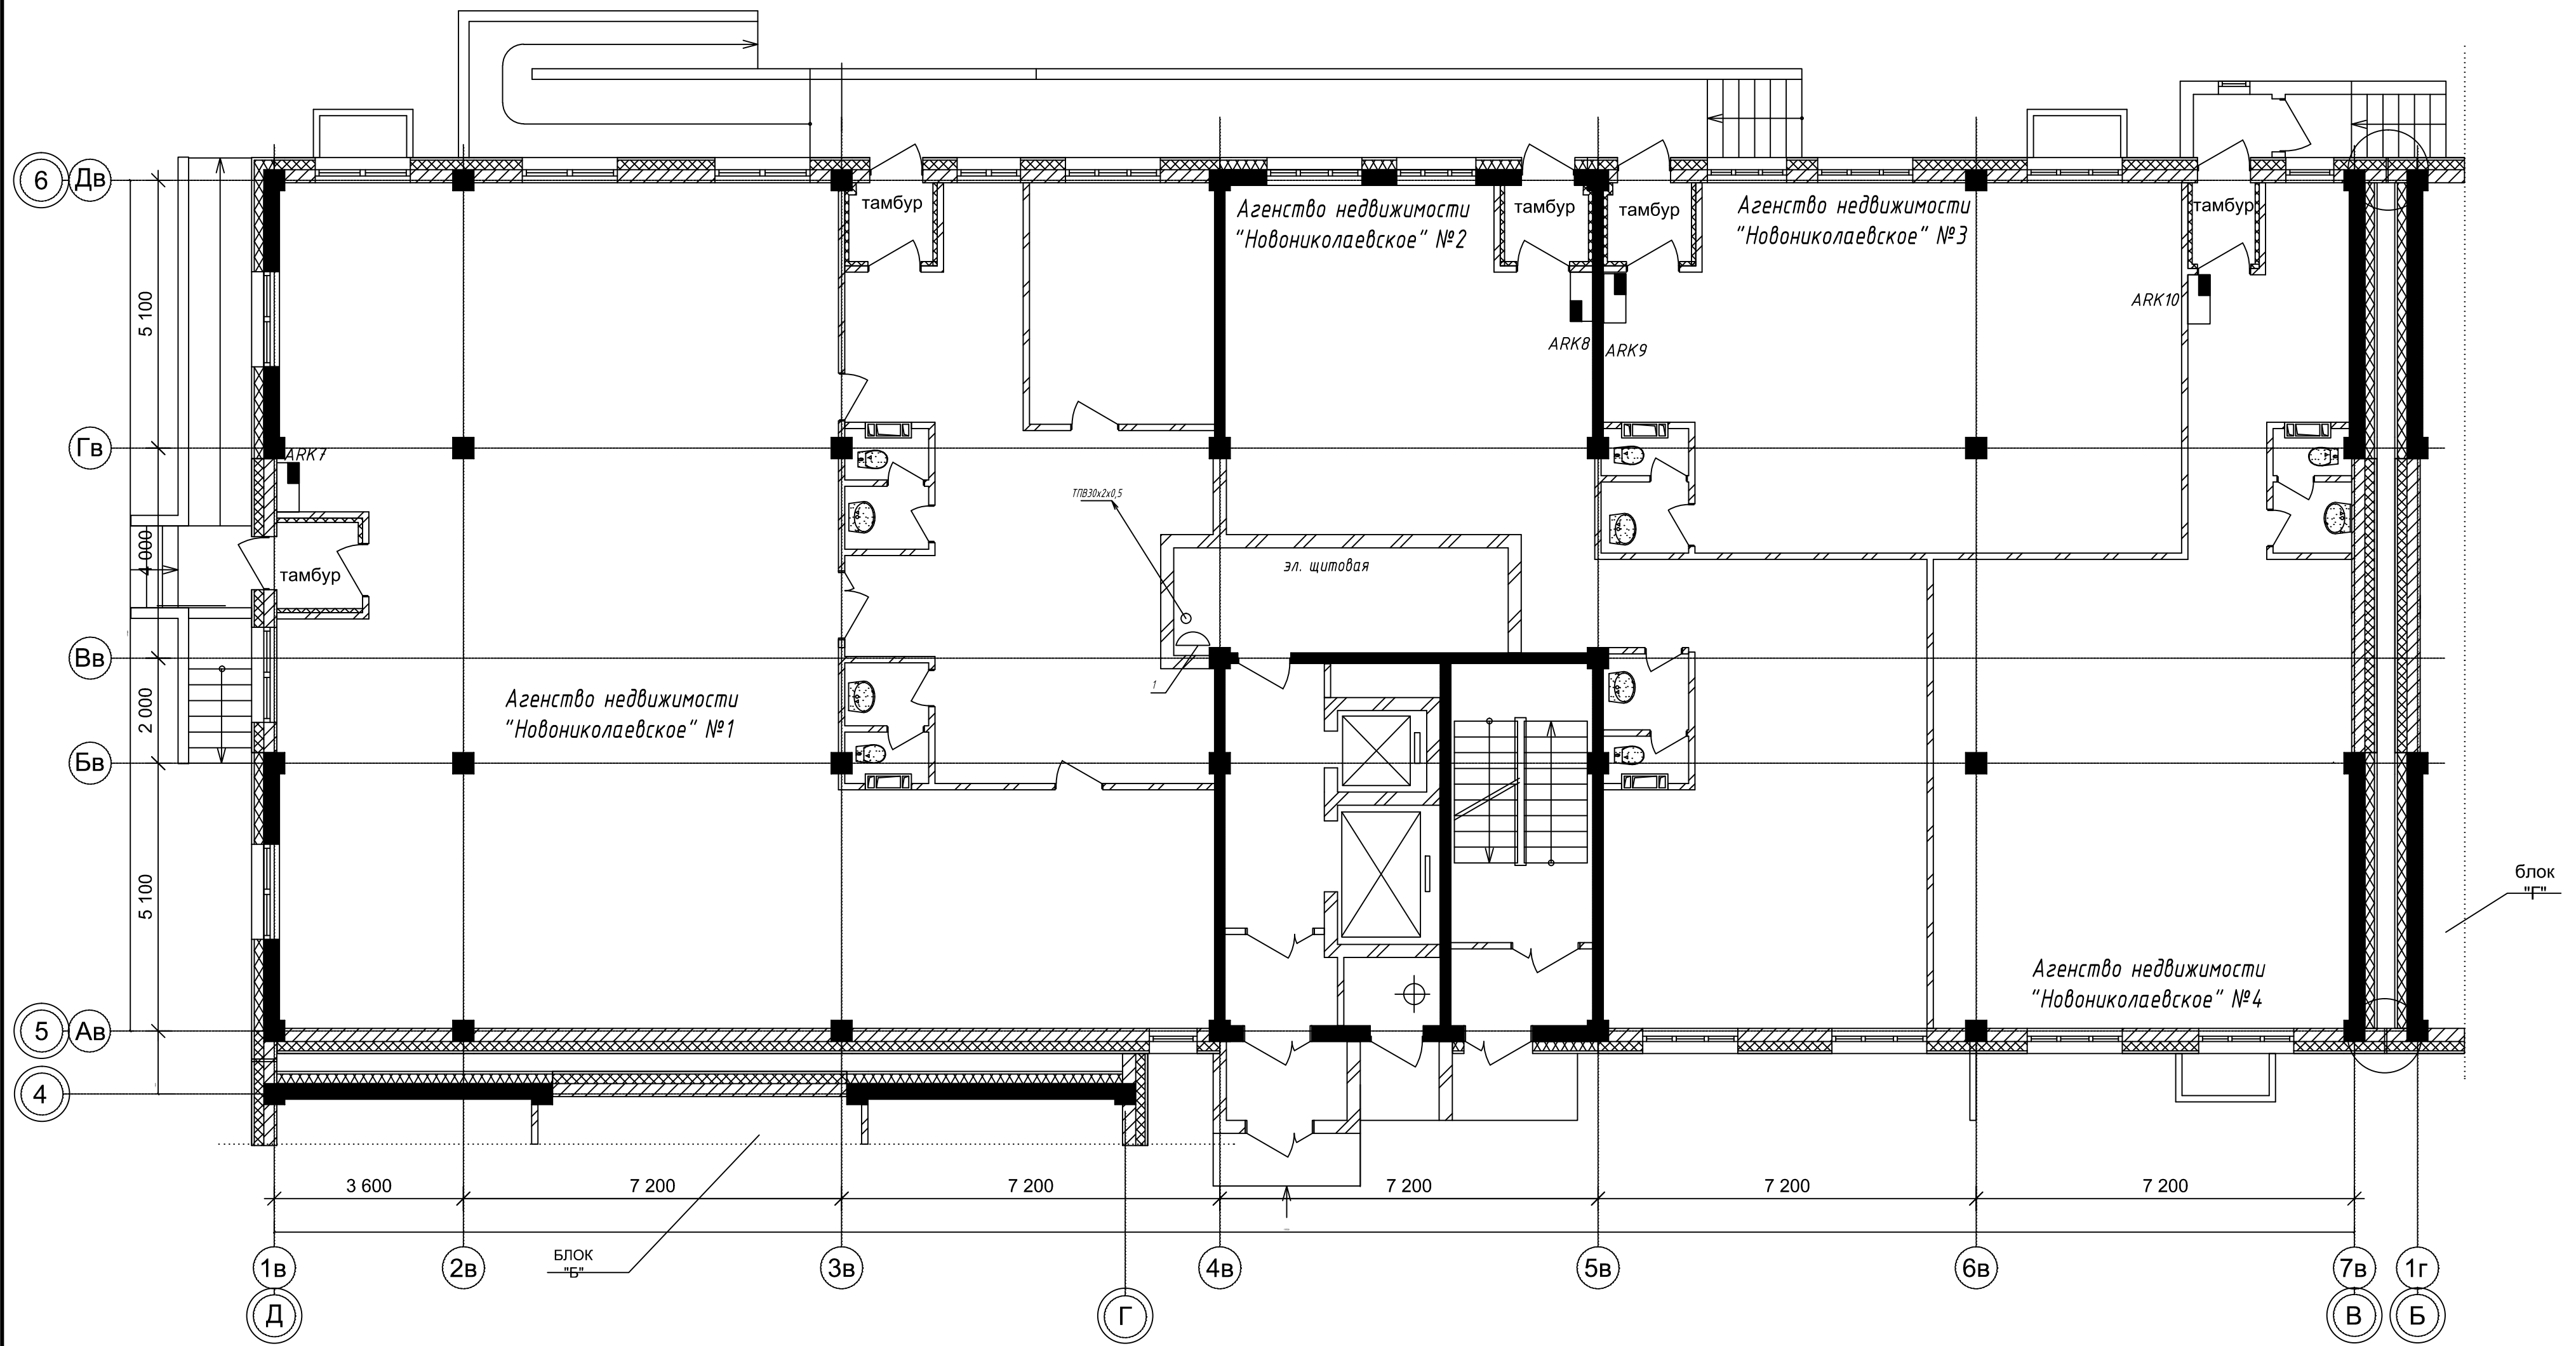 6
Дв
тамбур
Агенство недвижимости
"Новониколаевское" №2
тамбур
тамбур
Агенство недвижимости
"Новониколаевское" №3
тамбур
5 100
ARK10
ARK8
ARK9
Гв
ARK7
ТПВ30х2х0,5
4 000
тамбур
эл. щитовая
Вв
1
2 000
Агенство недвижимости
"Новониколаевское" №1
Бв
5 100
блок
"Г"
Агенство недвижимости
"Новониколаевское" №4
5
Ав
4
3 600
7 200
7 200
7 200
7 200
7 200
БЛОК
"Б"
1в
2в
3в
4в
5в
6в
7в
1г
Д
Г
В
Б